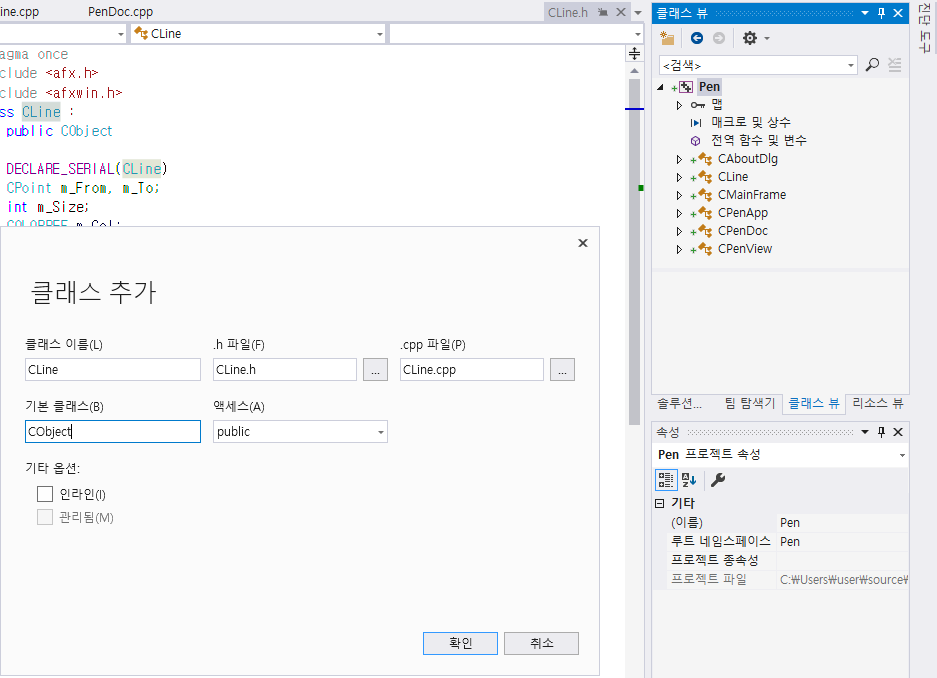 ine.cpp
PenDoc.cpp
CLine.h
CLine
agma once
clude <afx.h>
clude <afxwin.h>
ss CLine :
public CObject
DECLARE_SERIAL(CLine)
CPoint m_From, m_To;
int m_Size;
COLORREF m_Col;
클래스 추가
클래스 이름(L)
.h 파일(F)
.cpp 파일(P)
CLine
CLine.h
...
CLine.cpp
...
기본 클래스(B)
액세스(A)
CObject
public
기타 옵션:
인라인(I)
관리됨(M)
확인
취소
클래스 뷰
<검색>
Pen
맵
매크로 및 상수
전역 함수 및 변수
CAboutDlg
CLine
CMainFrame
CPenApp
CPenDoc
CPenView
솔루션...
팀 탐색기
클래스 뷰
리소스 뷰
속성
Pen 프로젝트 속성
기타
(이름)
Pen
루트 네임스페이스
Pen
프로젝트 종속성
프로젝트 파일
C:\Users\user\source\
진단 도구